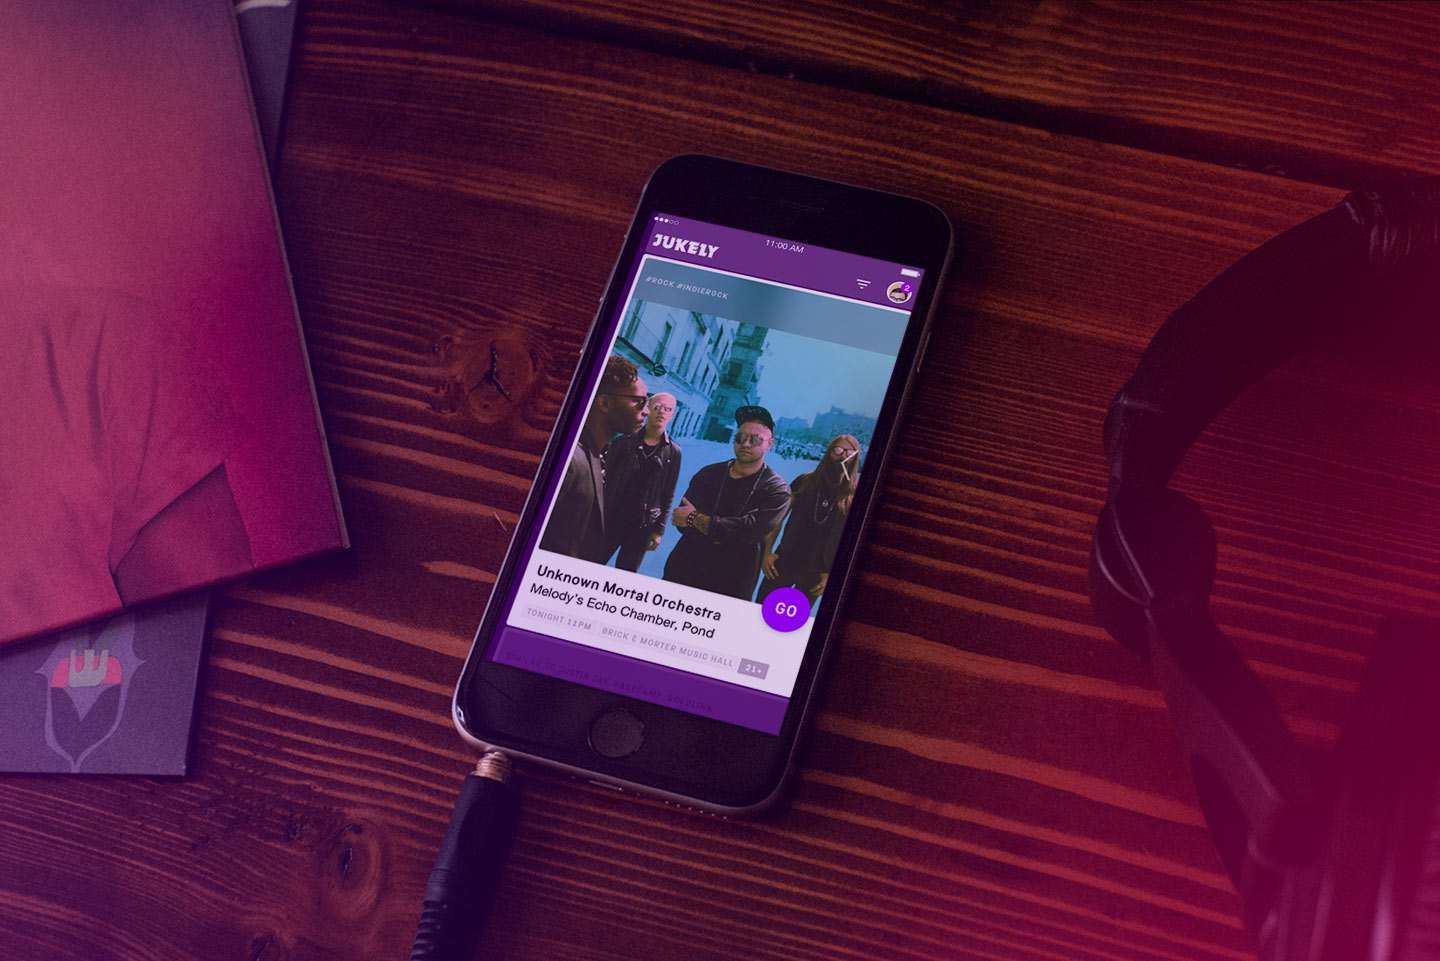 11:00 AM
JUKELY
2
#ROCK #INDIEROCK
Unknown Mortal Orchestra
Melody's Echo Chamber, Pond
GO
TONIGHT 11PM BRICK & MORTER MUSIC HALL 21+
SIMILAR TO JUSTIN JAY, BASECAMP, GOLDLINK